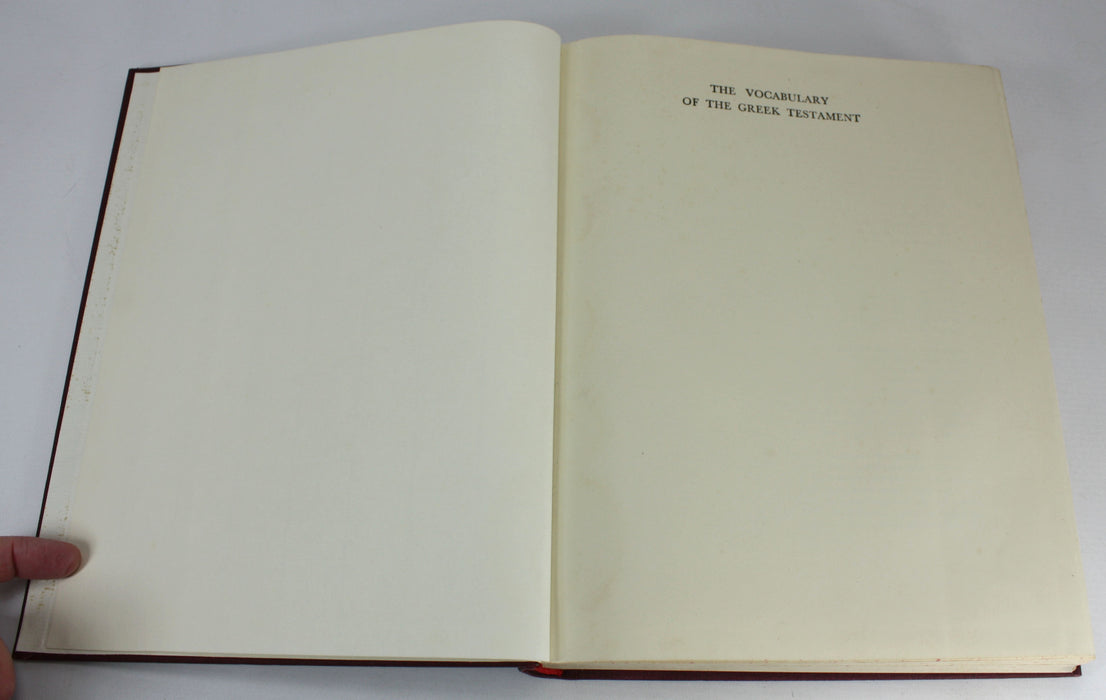 THE VOCABULARY
OF THE GREEK TESTAMENT